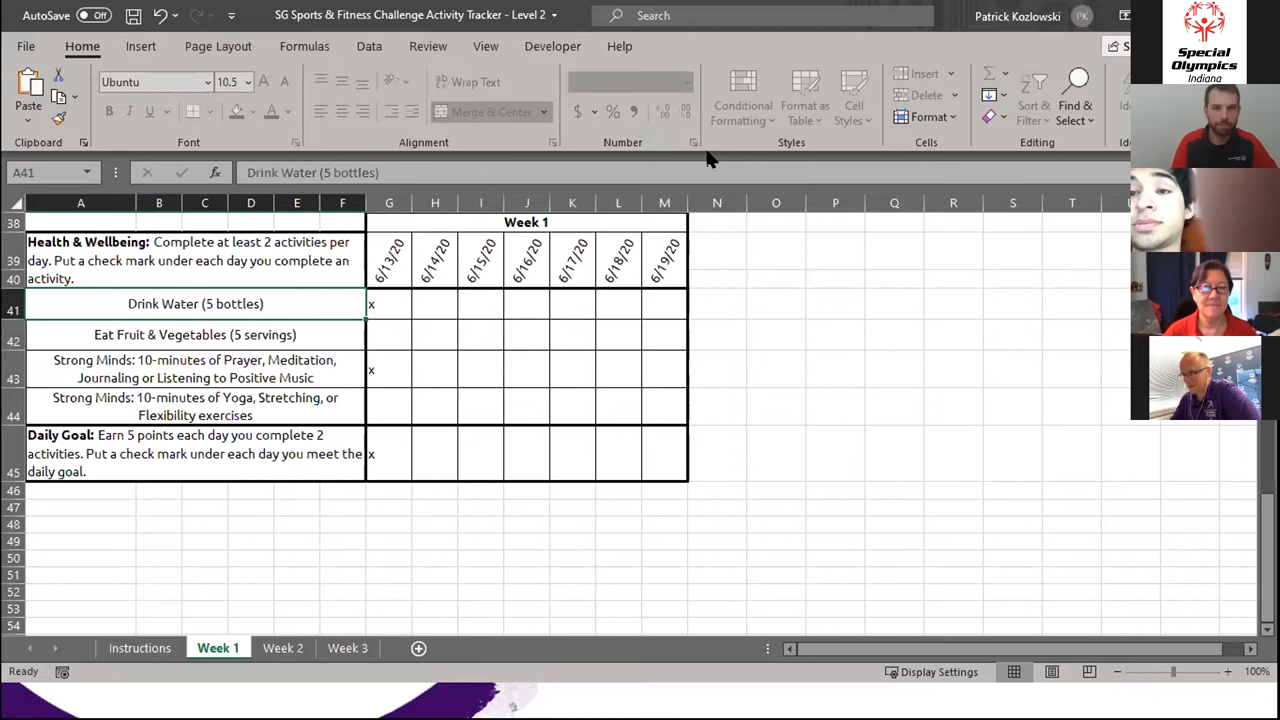 AutoSave Off SG Sports & Fitness Challenge Activity Tracker - Level 2 Search Patrick Kozlowski PK
File Home Insert Page Layout Formulas Data Review View Developer Help
Special
Olympics
Indiana
Paste Ubuntu 10.5 A A Wrap Text Insert
B I U A Merge & Center $ % Conditional Formatting Format as Table Cell Styles Delete Sort & Filter Find & Select
Format
Clipboard Font Alignment Number Styles Cells Editing
A41 fx Drink Water (5 bottles)
A B C D E F G H I J K L M N O P Q R S T
38 Week 1
39 Health & Wellbeing: Complete at least 2 activities per
day. Put a check mark under each day you complete an
40 activity.
6/13/20 6/14/20 6/15/20 6/16/20 6/17/20 6/18/20 6/19/20
41 Drink Water (5 bottles) x
42 Eat Fruit & Vegetables (5 servings)
43 Strong Minds: 10-minutes of Prayer, Meditation,
Journaling or Listening to Positive Music x
44 Strong Minds: 10-minutes of Yoga, Stretching, or
Flexibility exercises
45 Daily Goal: Earn 5 points each day you complete 2
activities. Put a check mark under each day you meet the x
daily goal.
46
47
48
49
50
51
52
53
54
Instructions Week 1 Week 2 Week 3
Ready Display Settings 100%